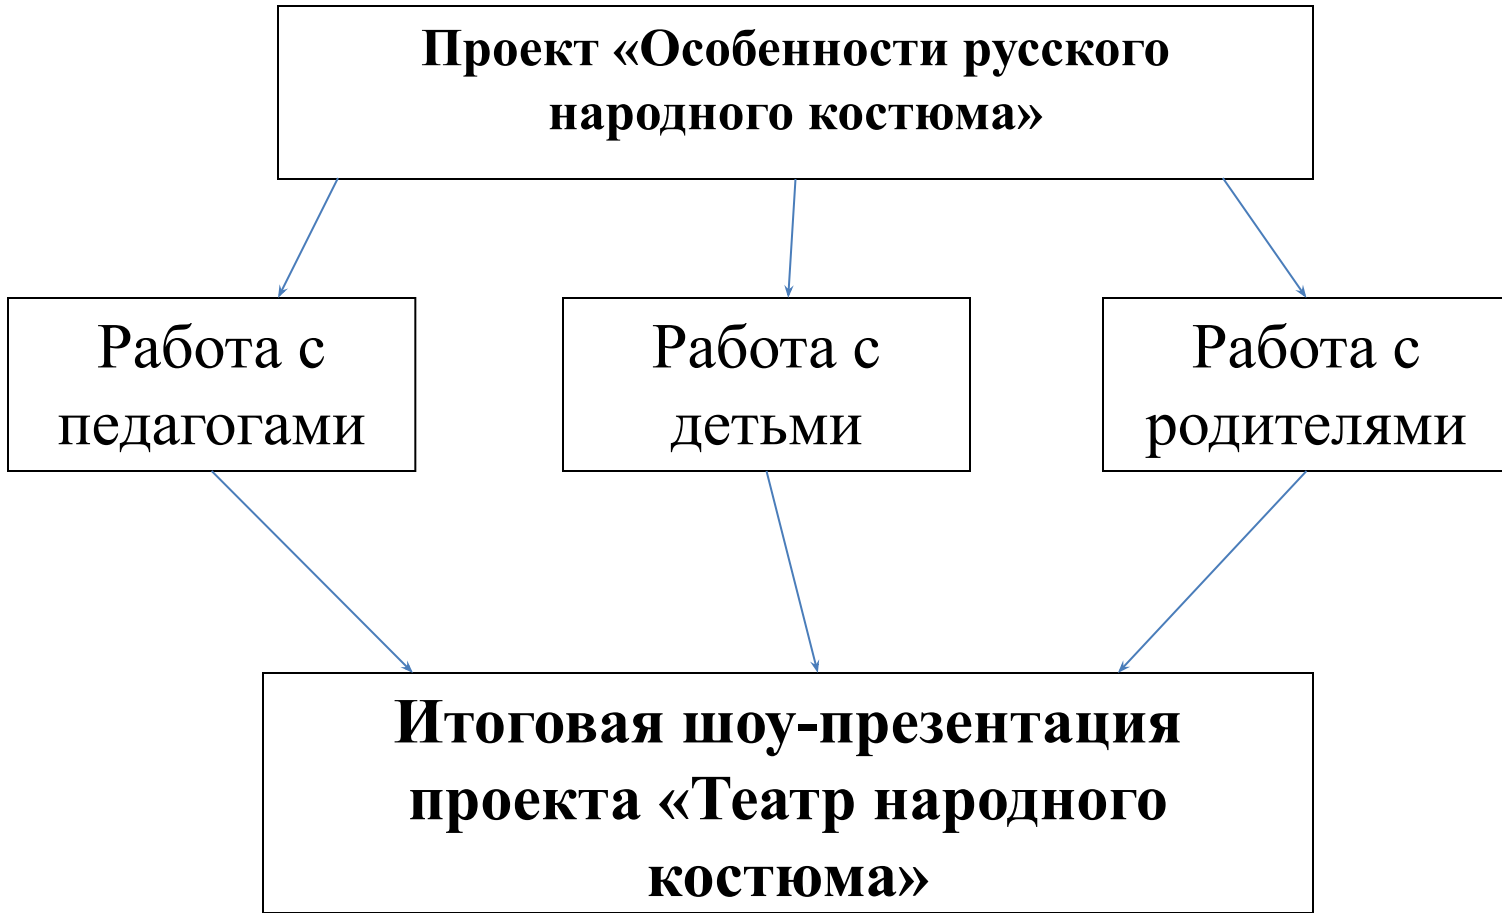 Проект «Особенности русского
народного костюма»
Работа с
педагогами
Работа с
детьми
Работа с
родителями
Итоговая шоу-презентация
проекта «Театр народного
костюма»